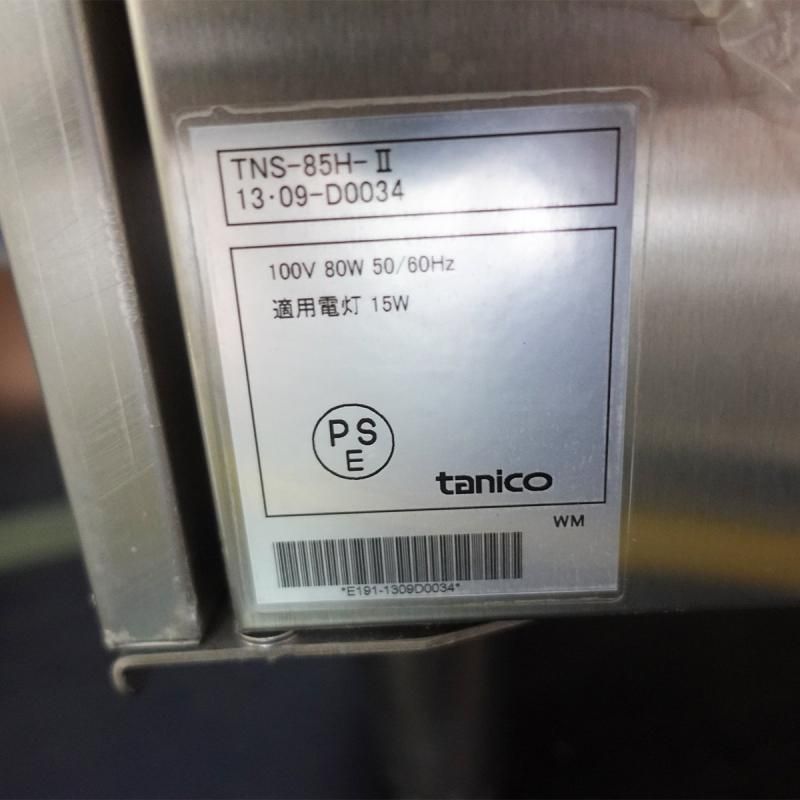 TNS-85H-Ⅱ
13·09-D0034
100V 80W 50/60Hz
適用電灯 15W
PS
E
tanico
WM
*E191-1309D0034*